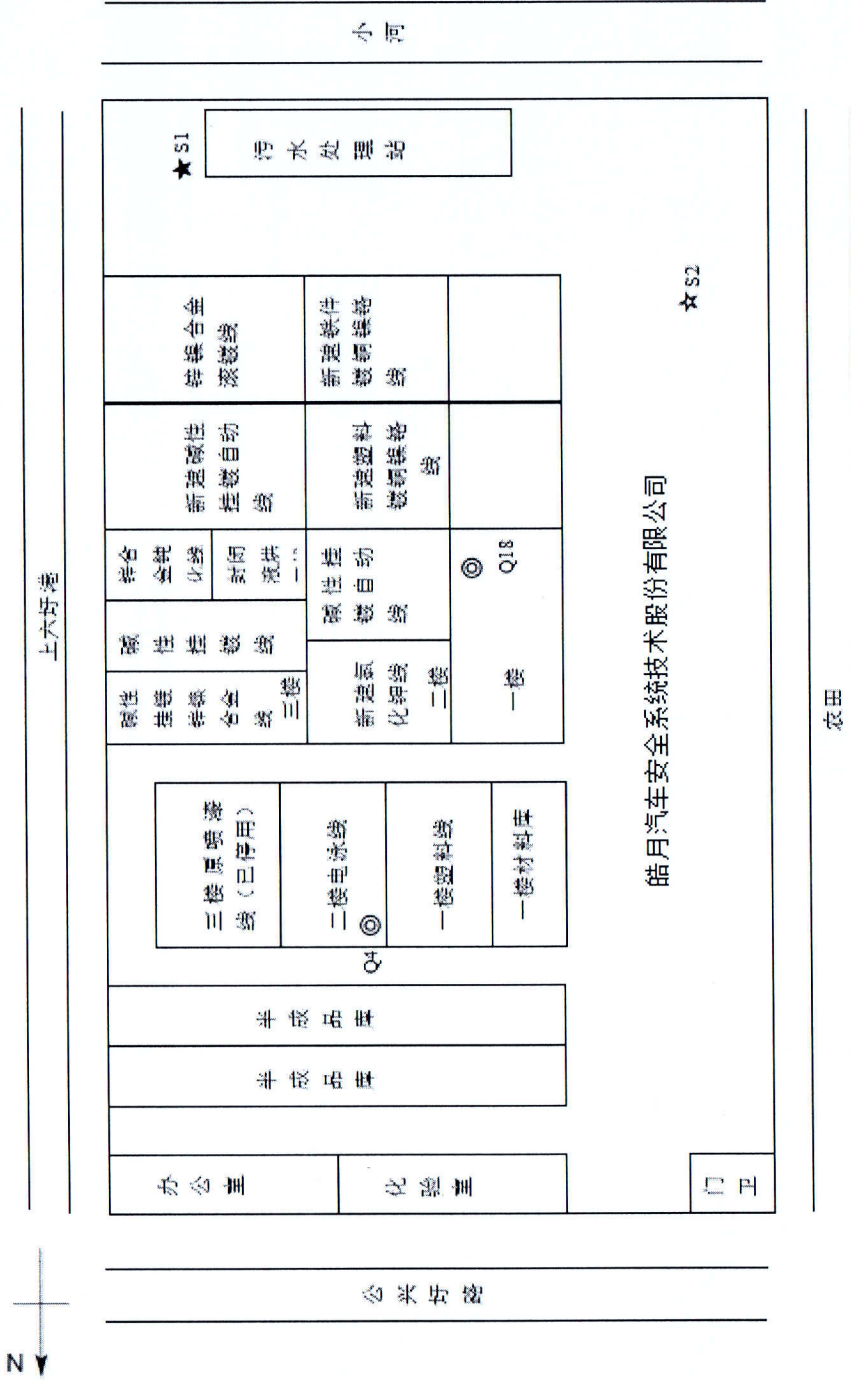 小河
上六圩港
★S1
污水处理站
锌镍合金
滚镀线
新建铁件
镀铜镍铬
线
☆S2
新建碱性
挂镀自动
线
新建塑料
镀铜镍铬
线
锌合
金钝
化线
封闭
液烘
碱性挂
镀自动
线
◎
Q18
碱性挂镀线
碱性
挂镀
锌镍
合金
线
三楼
新建氯
化钾线
二楼
一楼
三楼原喷漆
线(已停用)
二楼电泳线
◎
Q4
一楼塑料线
一楼材料库
皓月汽车安全系统技术股份有限公司
农田
半成品库
半成品库
办公室
化验室
门卫
公兴圩路
N